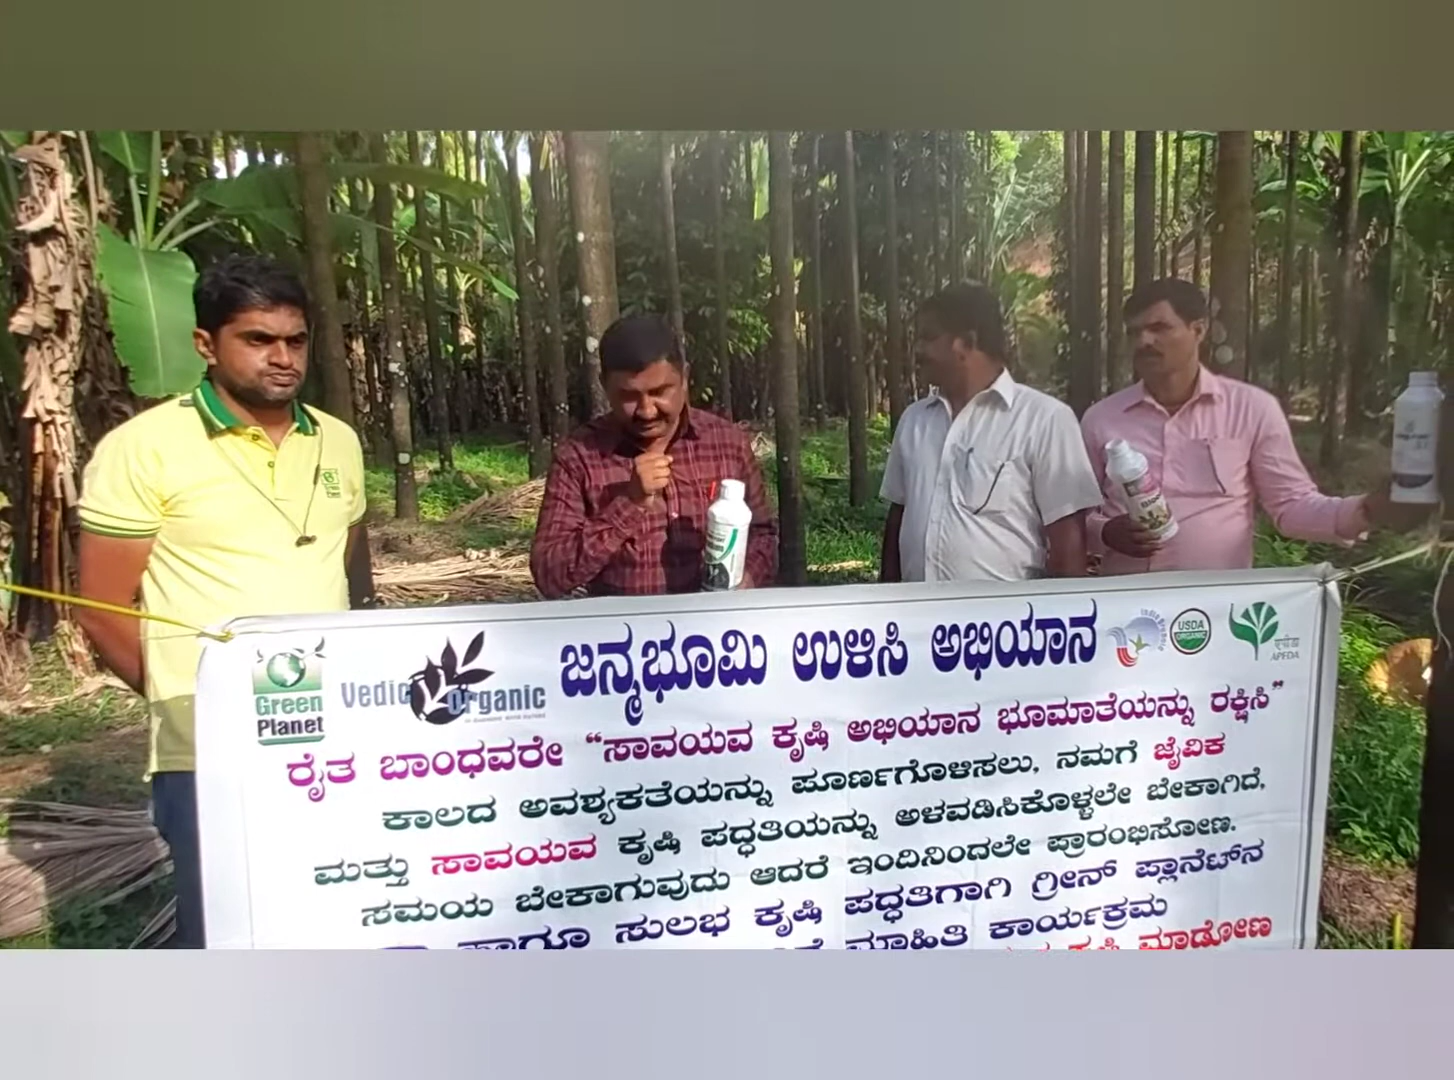 Green
Planet
Vedic Organic
ಜನ್ಮಭೂಮಿ ಉಳಿಸಿ ಅಭಿಯಾನ
USDA
ORGANIC
APEDA
ರೈತ ಬಾಂಧವರೇ “ಸಾವಯವ ಕೃಷಿ ಅಭಿಯಾನ ಭೂಮಾತೆಯನ್ನು ರಕ್ಷಿಸಿ”
ಕಾಲದ ಅವಶ್ಯಕತೆಯನ್ನು ಪೂರ್ಣಗೊಳಿಸಲು, ನಮಗೆ ಜೈವಿಕ
ಮತ್ತು ಸಾವಯವ ಕೃಷಿ ಪದ್ಧತಿಯನ್ನು ಅಳವಡಿಸಿಕೊಳ್ಳಲೇ ಬೇಕಾಗಿದೆ,
ಸಮಯ ಬೇಕಾಗುವುದು ಆದರೆ ಇಂದಿನಿಂದಲೇ ಪ್ರಾರಂಭಿಸೋಣ.
ಹಾಗೂ ಸುಲಭ ಕೃಷಿ ಪದ್ಧತಿಗಾಗಿ ಗ್ರೀನ್ ಪ್ಲಾನೆಟ್‌ನ
ಮಾಹಿತಿ ಕಾರ್ಯಕ್ರಮ
ಕೃಷಿ ಮಾಡೋಣ